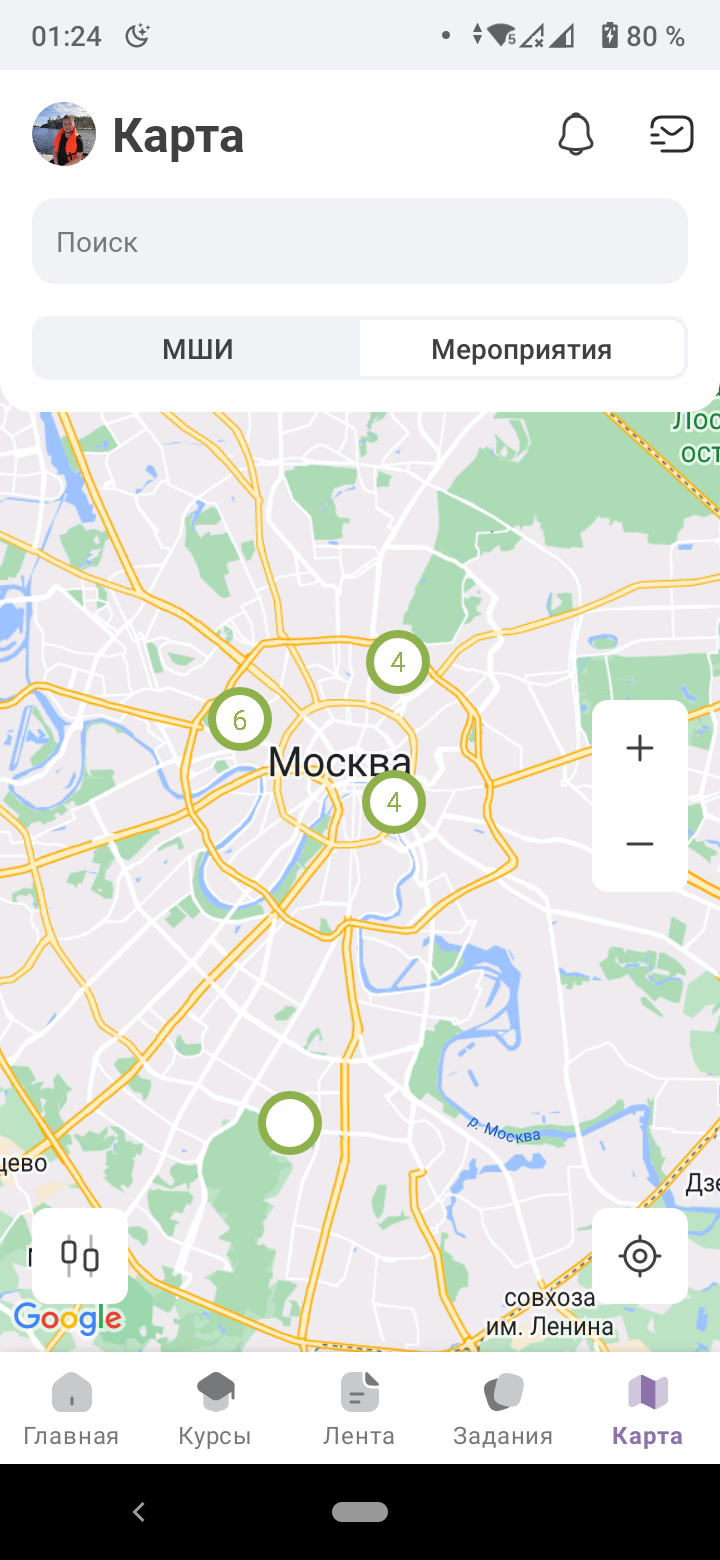 01:24
5
80 %
Карта
Поиск
МШИ
Мероприятия
Лос
ост
4
6
Москва
4
р. Москва
цево
Дзе
Google
совхоза
им. Ленина
Главная
Курсы
Лента
Задания
Карта